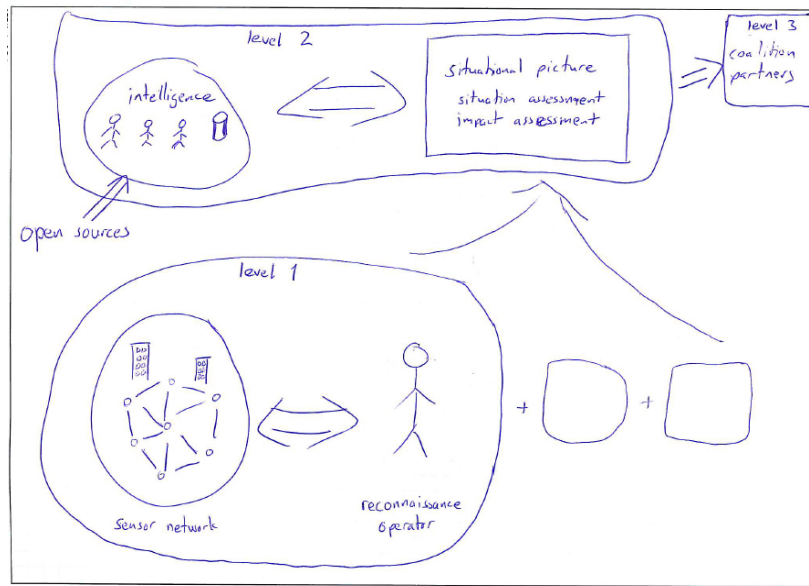 level 2
level 3
coalition
partners
intelligence
situational picture
situation assessment
impact assessment
open sources
level 1
sensor network
reconnaissance
operator
+
+